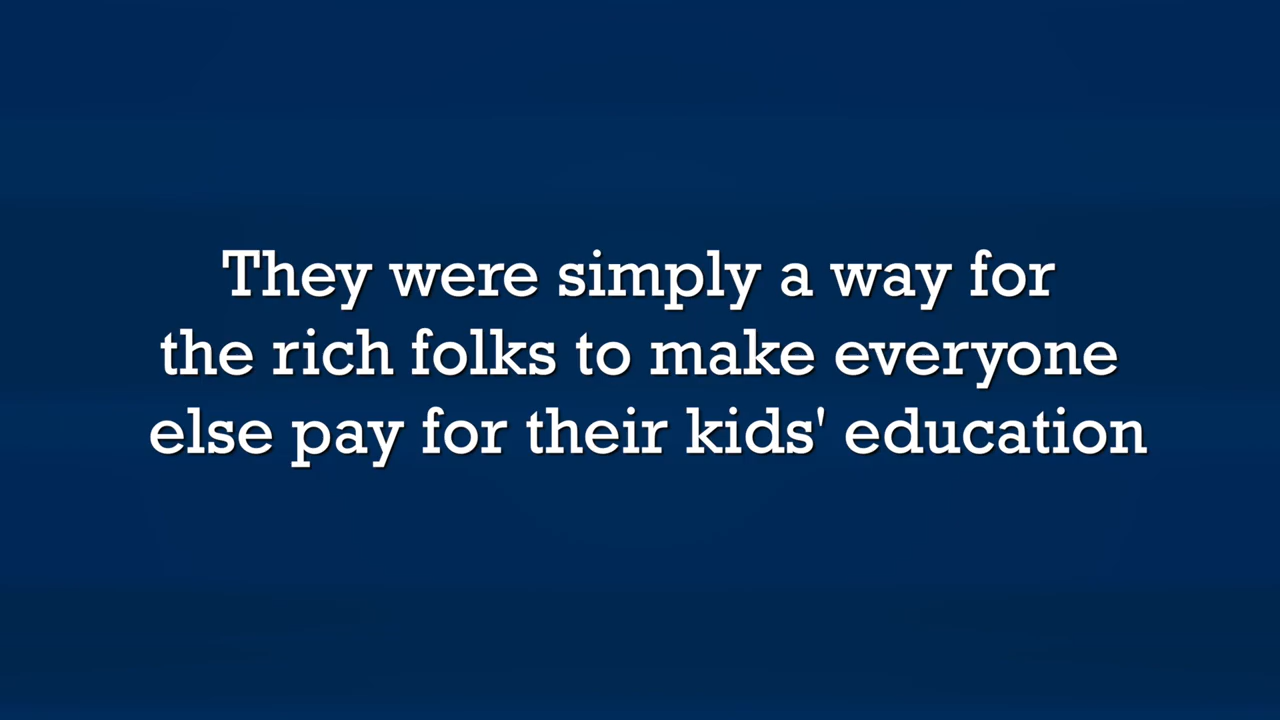 They were simply a way for
the rich folks to make everyone
else pay for their kids' education